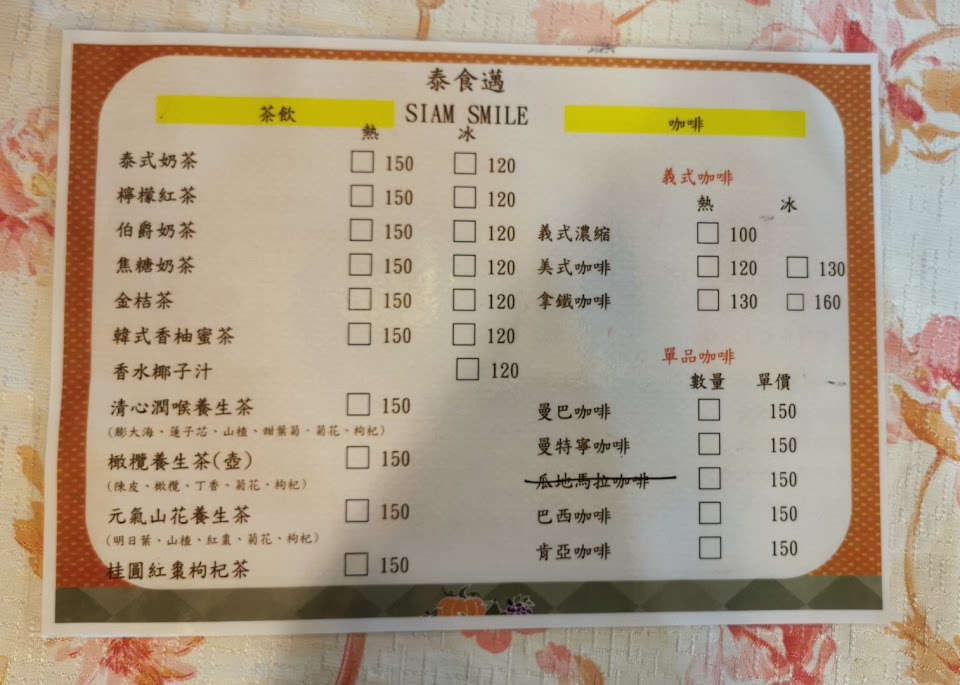 泰食邁
SIAM SMILE
茶飲
熱 冰
泰式奶茶 □ 150 □ 120
檸檬紅茶 □ 150 □ 120
伯爵奶茶 □ 150 □ 120
焦糖奶茶 □ 150 □ 120
金桔茶 □ 150 □ 120
韓式香柚蜜茶 □ 150 □ 120
香水椰子汁 □ 120
清心潤喉養生茶 □ 150
(膨大海、蓮子芯、山楂、甜葉菊、菊花、枸杞)
橄欖養生茶(壺) □ 150
(陳皮、橄欖、丁香、菊花、枸杞)
元氣山花養生茶 □ 150
(明日葉、山楂、紅棗、菊花、枸杞)
桂圓紅棗枸杞茶 □ 150
咖啡
義式咖啡
熱 冰
義式濃縮 □ 100
美式咖啡 □ 120 □ 130
拿鐵咖啡 □ 130 □ 160
單品咖啡
數量 單價
曼巴咖啡 □ 150
曼特寧咖啡 □ 150
瓜地馬拉咖啡 □ 150
巴西咖啡 □ 150
肯亞咖啡 □ 150